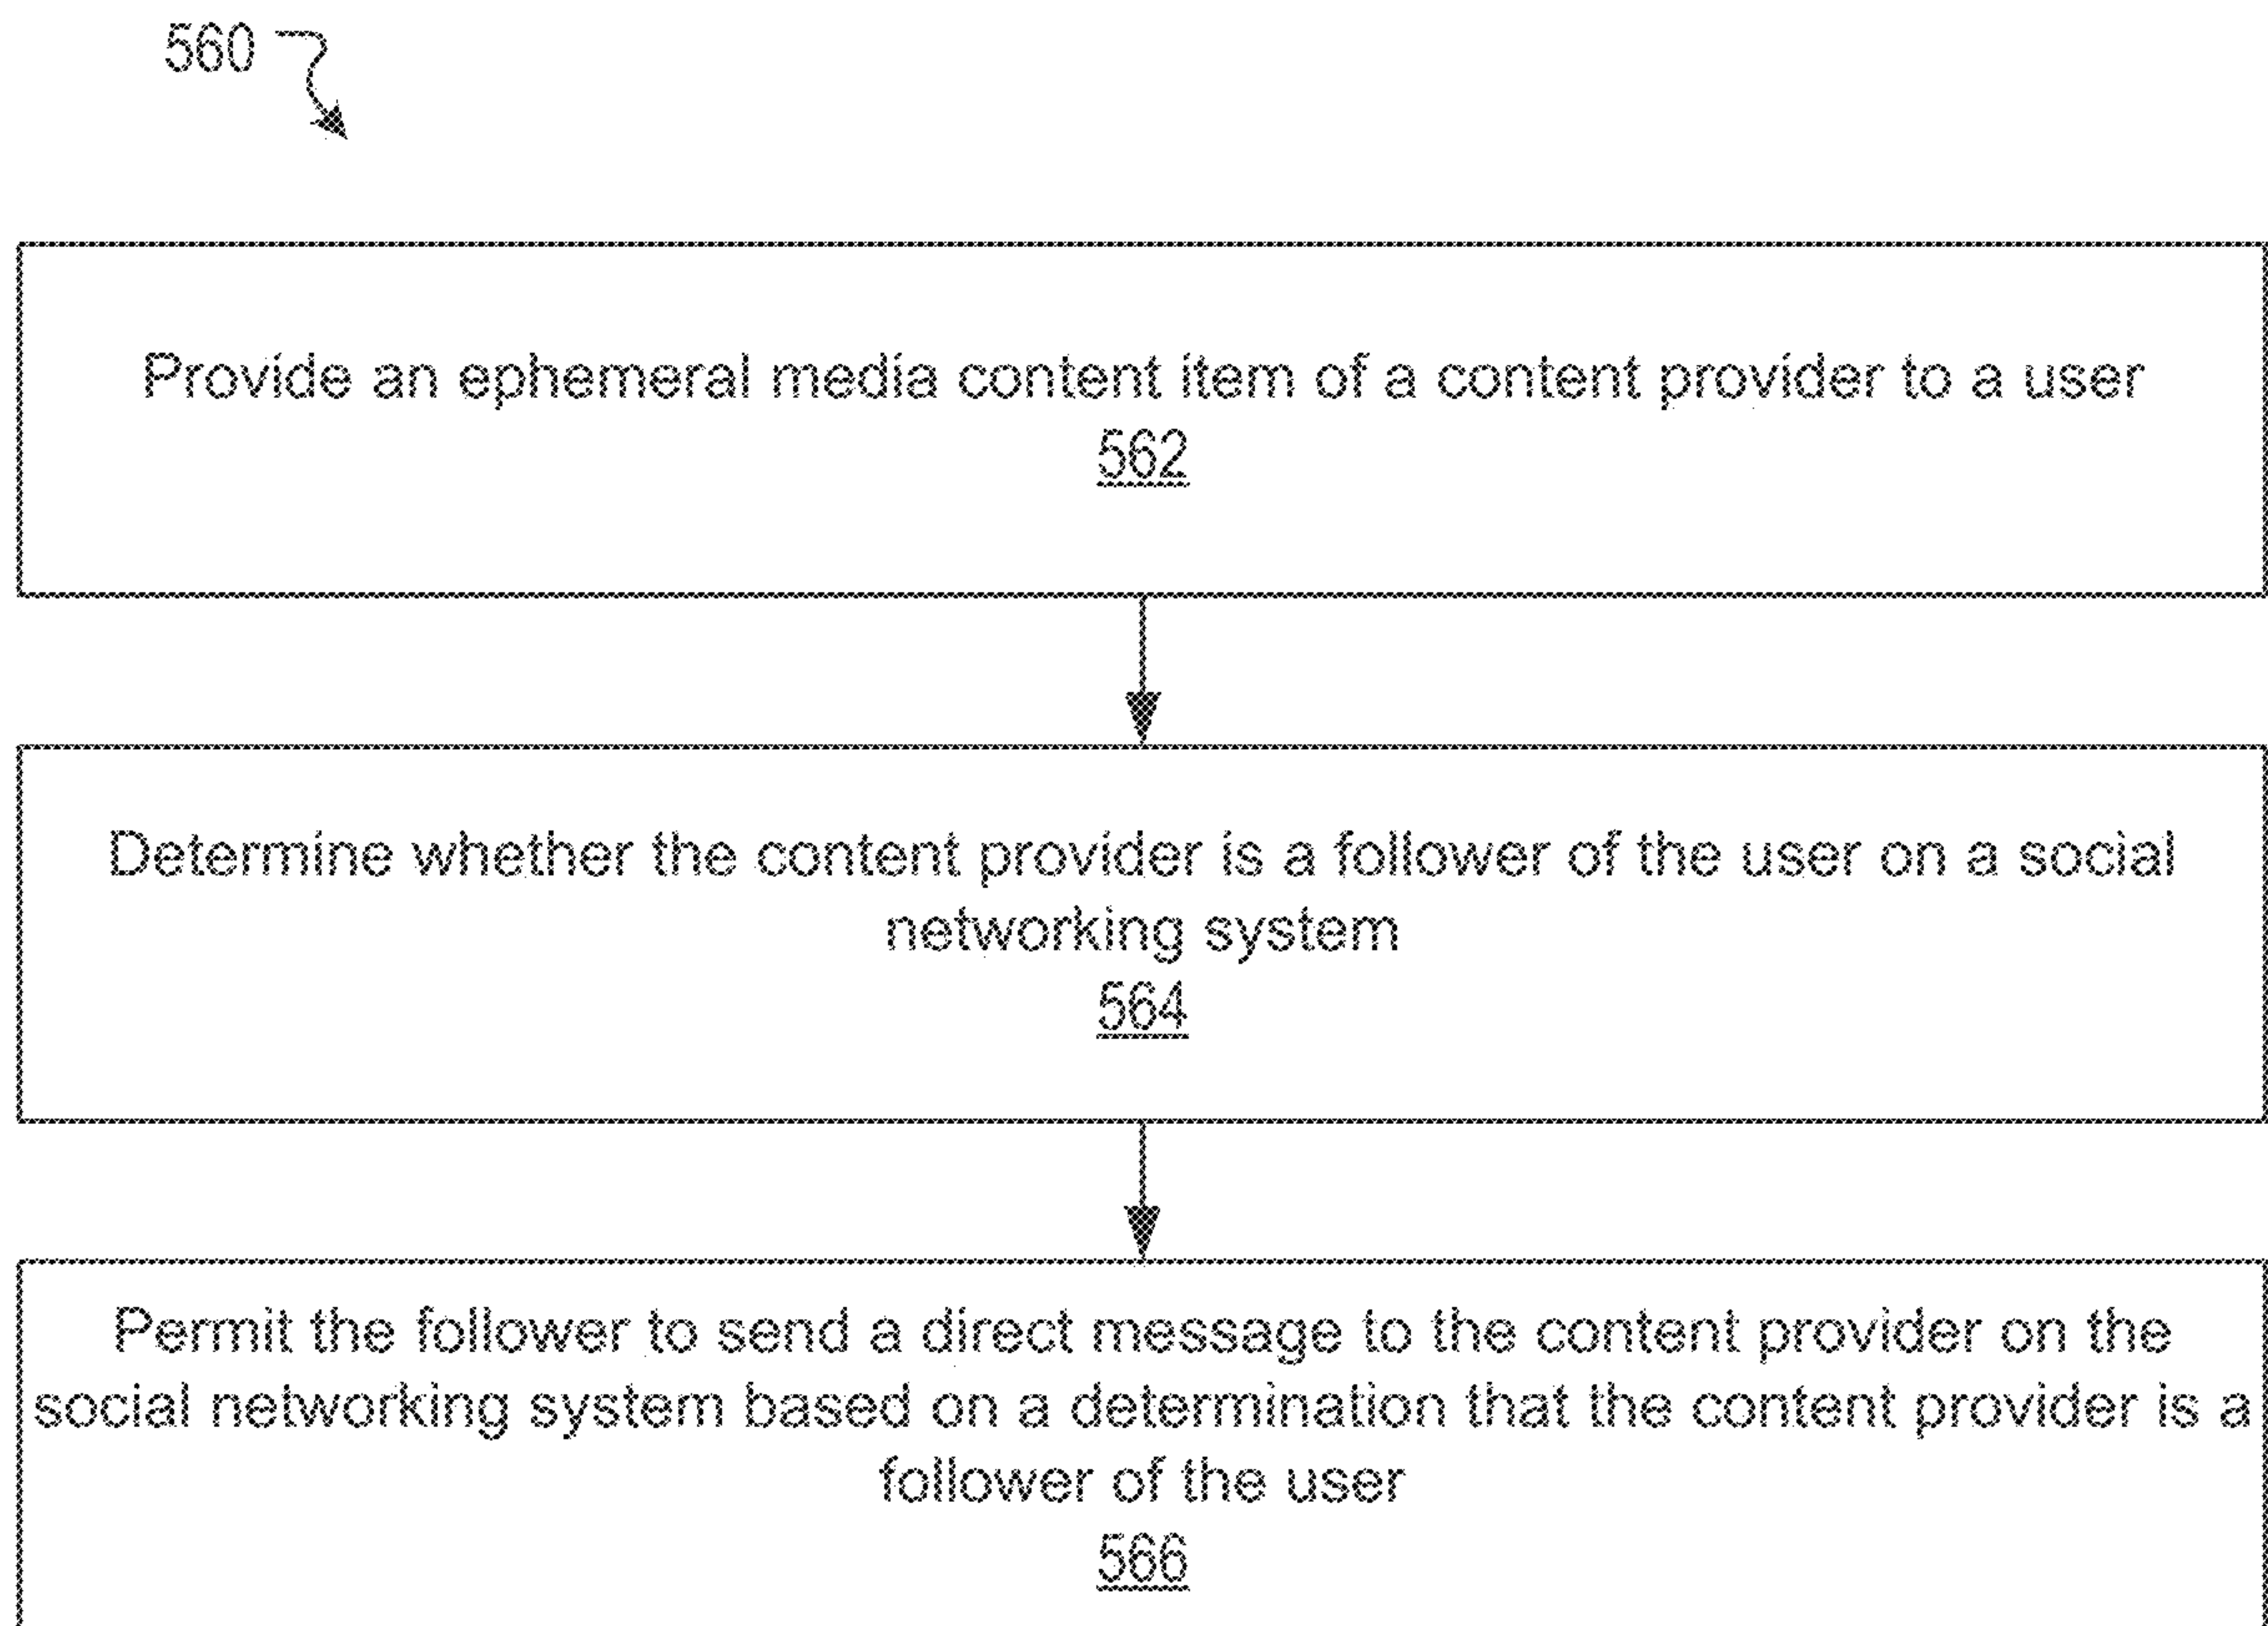 560
Provide an ephemeral media content item of a content provider to a user
562
Determine whether the content provider is a follower of the user on a social
networking system
564
Permit the follower to send a direct message to the content provider on the
social networking system based on a determination that the content provider is a
follower of the user
566